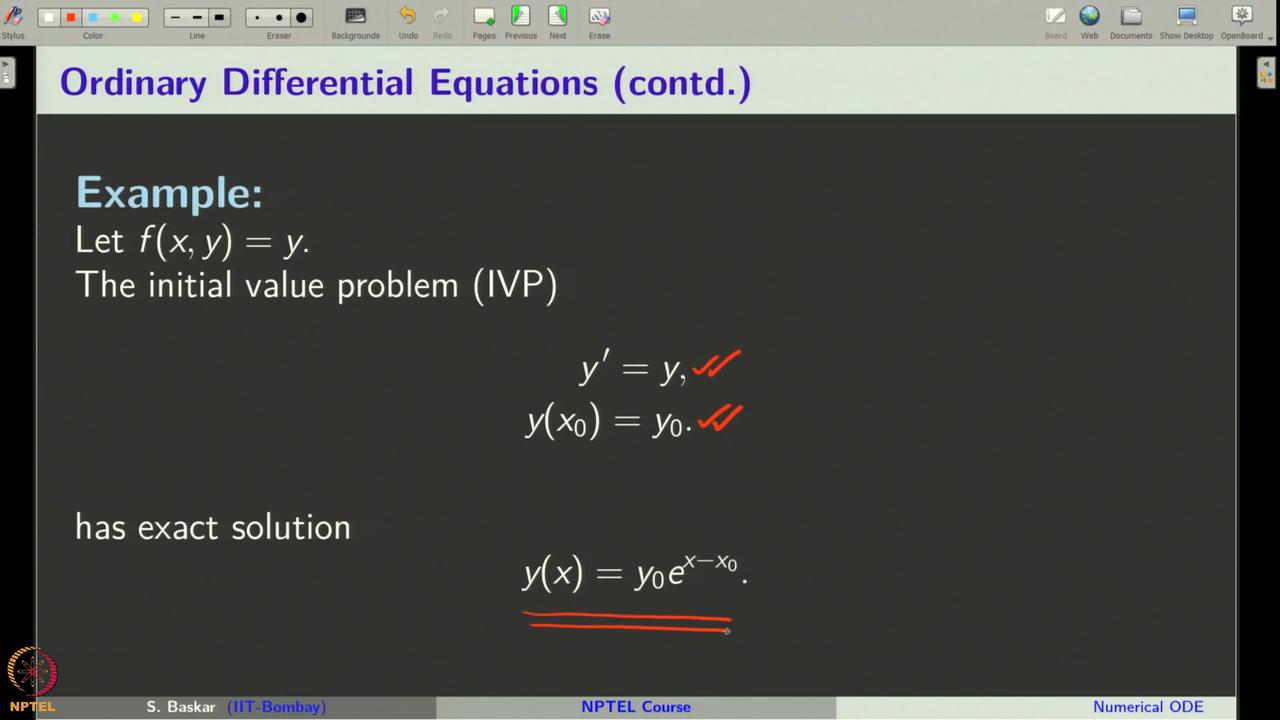 Stylus Color Line Eraser Backgrounds Undo Redo Pages Previous Next Erase Board Web Documents Show Desktop OpenBoard
Ordinary Differential Equations (contd.)
Example:
Let f(x, y) = y.
The initial value problem (IVP)
y′ = y,
y(x₀) = y₀.
has exact solution
y(x) = y₀eˣ⁻ˣ⁰.
NPTEL
S. Baskar (IIT-Bombay) NPTEL Course Numerical ODE